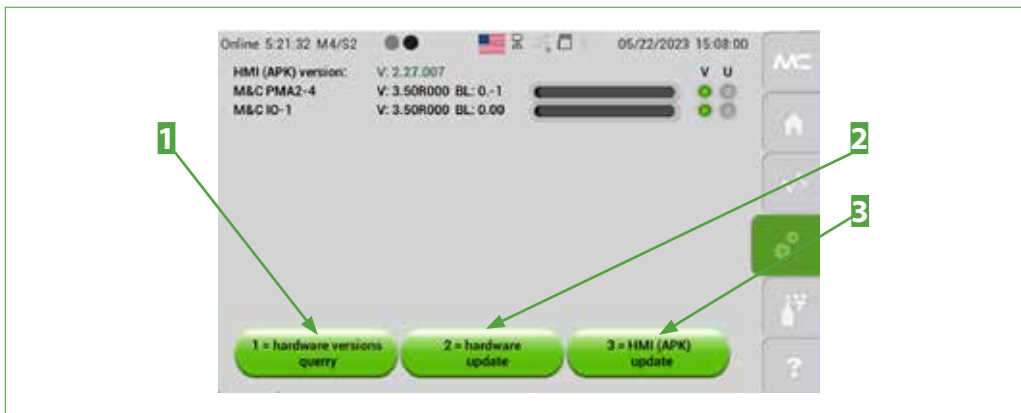 Online 5:21:32 M4/S2 05/22/2023 15:08:00
MC
HMI (APK) version: V: 2.27.007 V U
M&C PMA2-4 V: 3.50R000 BL: 0.-1
M&C IO-1 V: 3.50R000 BL: 0.00
1
2
3
1 = hardware versions
querry
2 = hardware
update
3 = HMI (APK)
update
?